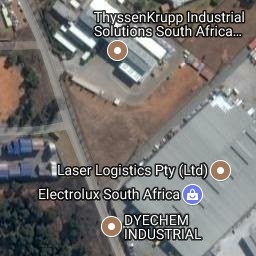 ThyssenKrupp Industrial
Solutions South Africa...
Laser Logistics Pty (Ltd)
Electrolux South Africa
DYECHEM
INDUSTRIAL